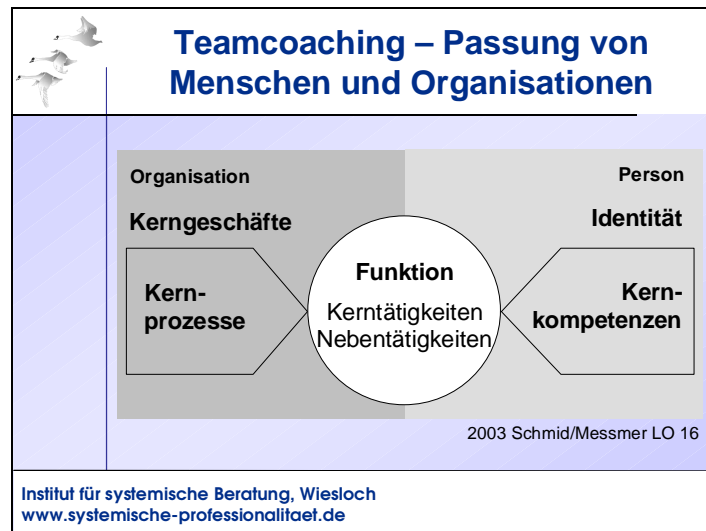 Teamcoaching – Passung von
Menschen und Organisationen
Organisation
Person
Kerngeschäfte
Identität
Kern-
prozesse
Funktion
Kerntätigkeiten
Nebentätigkeiten
Kern-
kompetenzen
2003 Schmid/Messmer LO 16
Institut für systemische Beratung, Wiesloch
www.systemische-professionalitaet.de